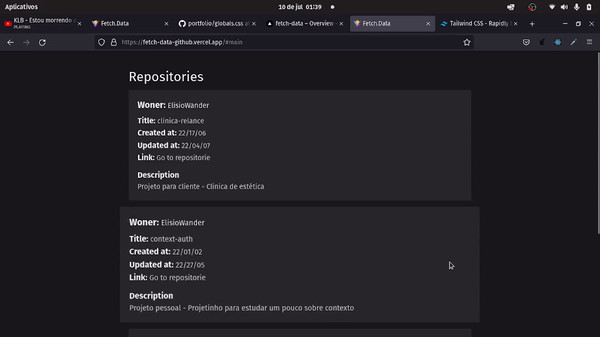 Aplicativos
10 de jul 01:39
KLB - Estou morrendo
PLAYING
Fetch.Data
portfolio/globals.css at
fetch-data – Overview
Fetch.Data
Tailwind CSS - Rapidly
https://fetch-data-github.vercel.app/#main
Repositories
Woner: ElisioWander
Title: clinica-relance
Created at: 22/17/06
Updated at: 22/04/07
Link: Go to repositorie
Description
Projeto para cliente - Clinica de estética
Woner: ElisioWander
Title: context-auth
Created at: 22/01/02
Updated at: 22/27/05
Link: Go to repositorie
Description
Projeto pessoal - Projetinho para estudar um pouco sobre contexto